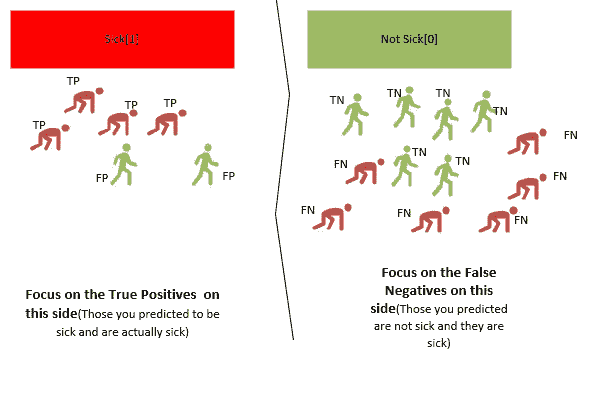 Sick[1]
Not Sick[0]
TP
TP
TP
TP
FP
FP
TN
TN
TN
TN
FN
FN
TN
TN
FN
FN
FN
FN
Focus on the True Positives on
this side(Those you predicted to be
sick and are actually sick)
Focus on the False
Negatives on this
side(Those you predicted
are not sick and they are
sick)